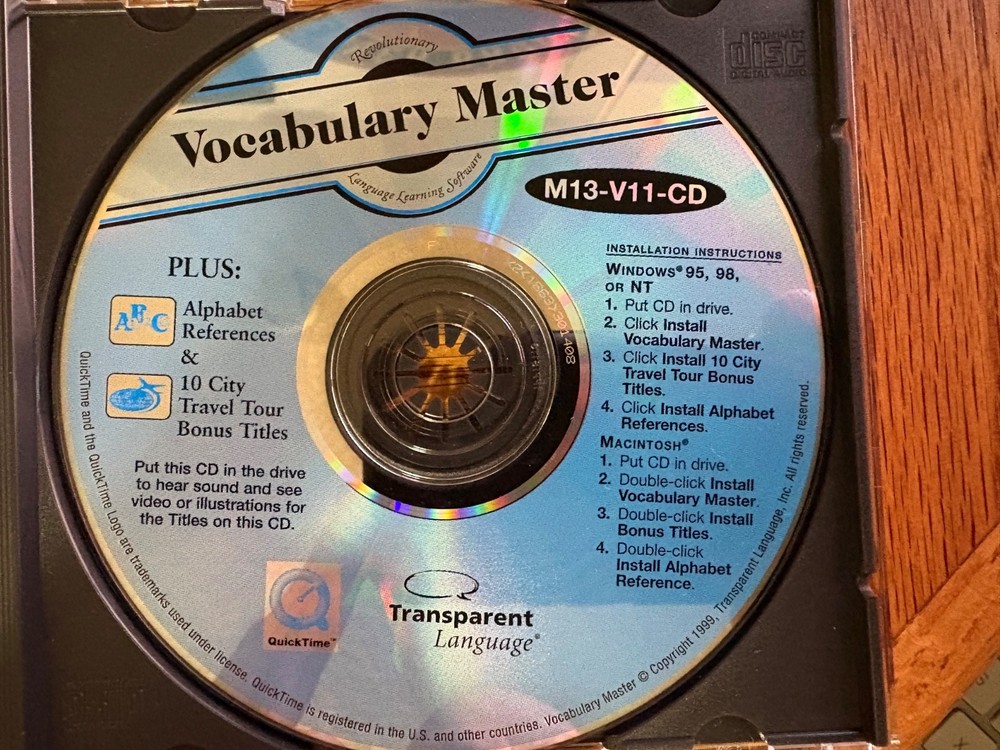 Revolutionary
Vocabulary Master
Language Learning Software
M13-V11-CD
COMPACT
disc
DIGITAL AUDIO
PLUS:
ABC
Alphabet
References
&
10 City
Travel Tour
Bonus Titles
Put this CD in the drive
to hear sound and see
video or illustrations for
the Titles on this CD.
INSTALLATION INSTRUCTIONS
WINDOWS® 95, 98,
OR NT
1. Put CD in drive.
2. Click Install
Vocabulary Master.
3. Click Install 10 City
Travel Tour Bonus
Titles.
4. Click Install Alphabet
References.
MACINTOSH®
1. Put CD in drive.
2. Double-click Install
Vocabulary Master.
3. Double-click Install
Bonus Titles.
4. Double-click
Install Alphabet
Reference.
QuickTime™
Transparent
Language®
QuickTime and the QuickTime Logo are trademarks used under license. QuickTime is registered in the U.S. and other countries. Vocabulary Master © Copyright 1999, Transparent Language, Inc. All rights reserved.